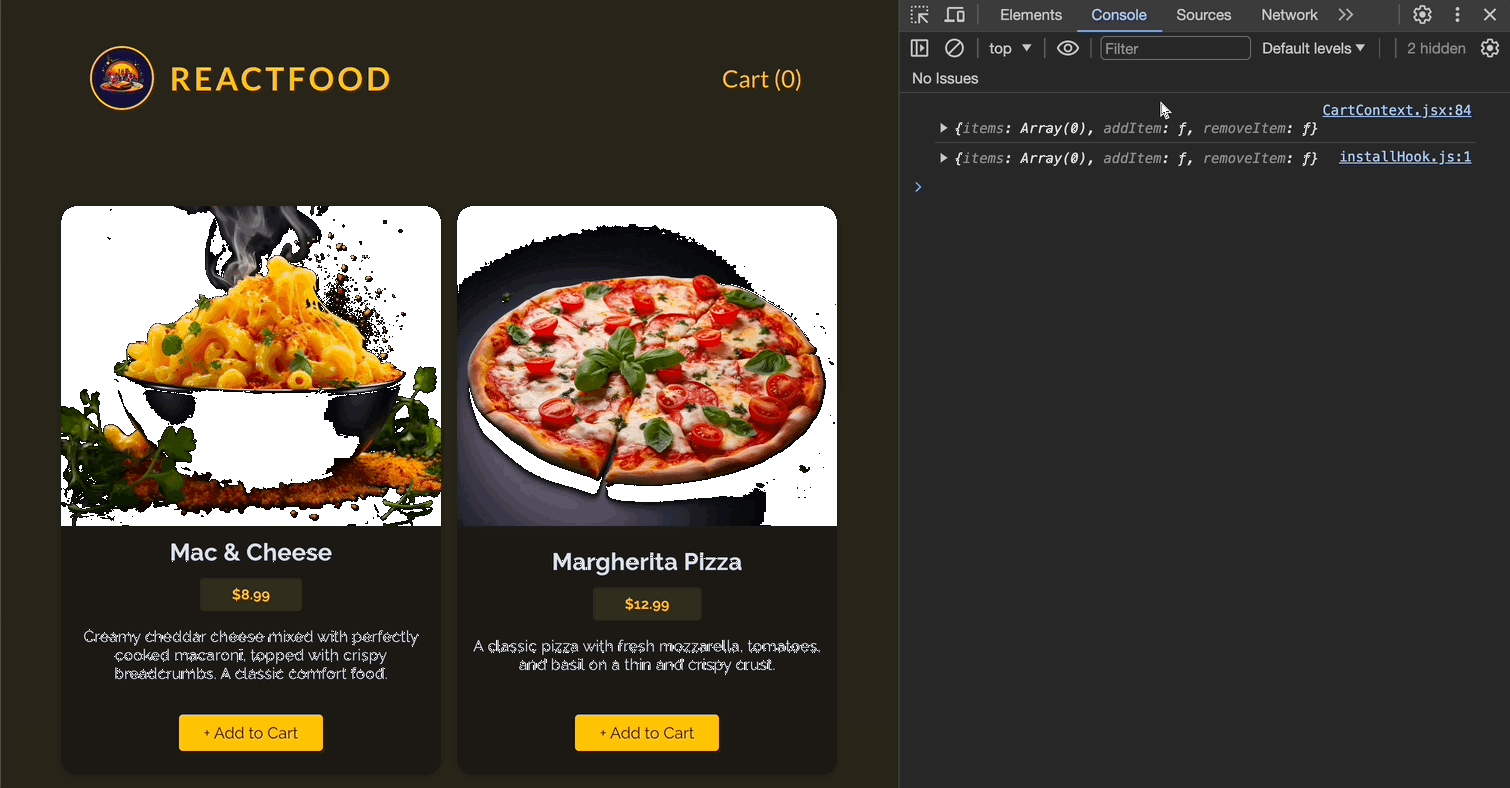 REACTFOOD
Cart (0)
Mac & Cheese
$8.99
Creamy cheddar cheese mixed with perfectly
cooked macaroni, topped with crispy
breadcrumbs. A classic comfort food.
+ Add to Cart
Margherita Pizza
$12.99
A classic pizza with fresh mozzarella, tomatoes,
and basil on a thin and crispy crust.
+ Add to Cart
Elements Console Sources Network
top Filter Default levels 2 hidden
No Issues
CartContext.jsx:84
{items: Array(0), addItem: ƒ, removeItem: ƒ}
{items: Array(0), addItem: ƒ, removeItem: ƒ} installHook.js:1